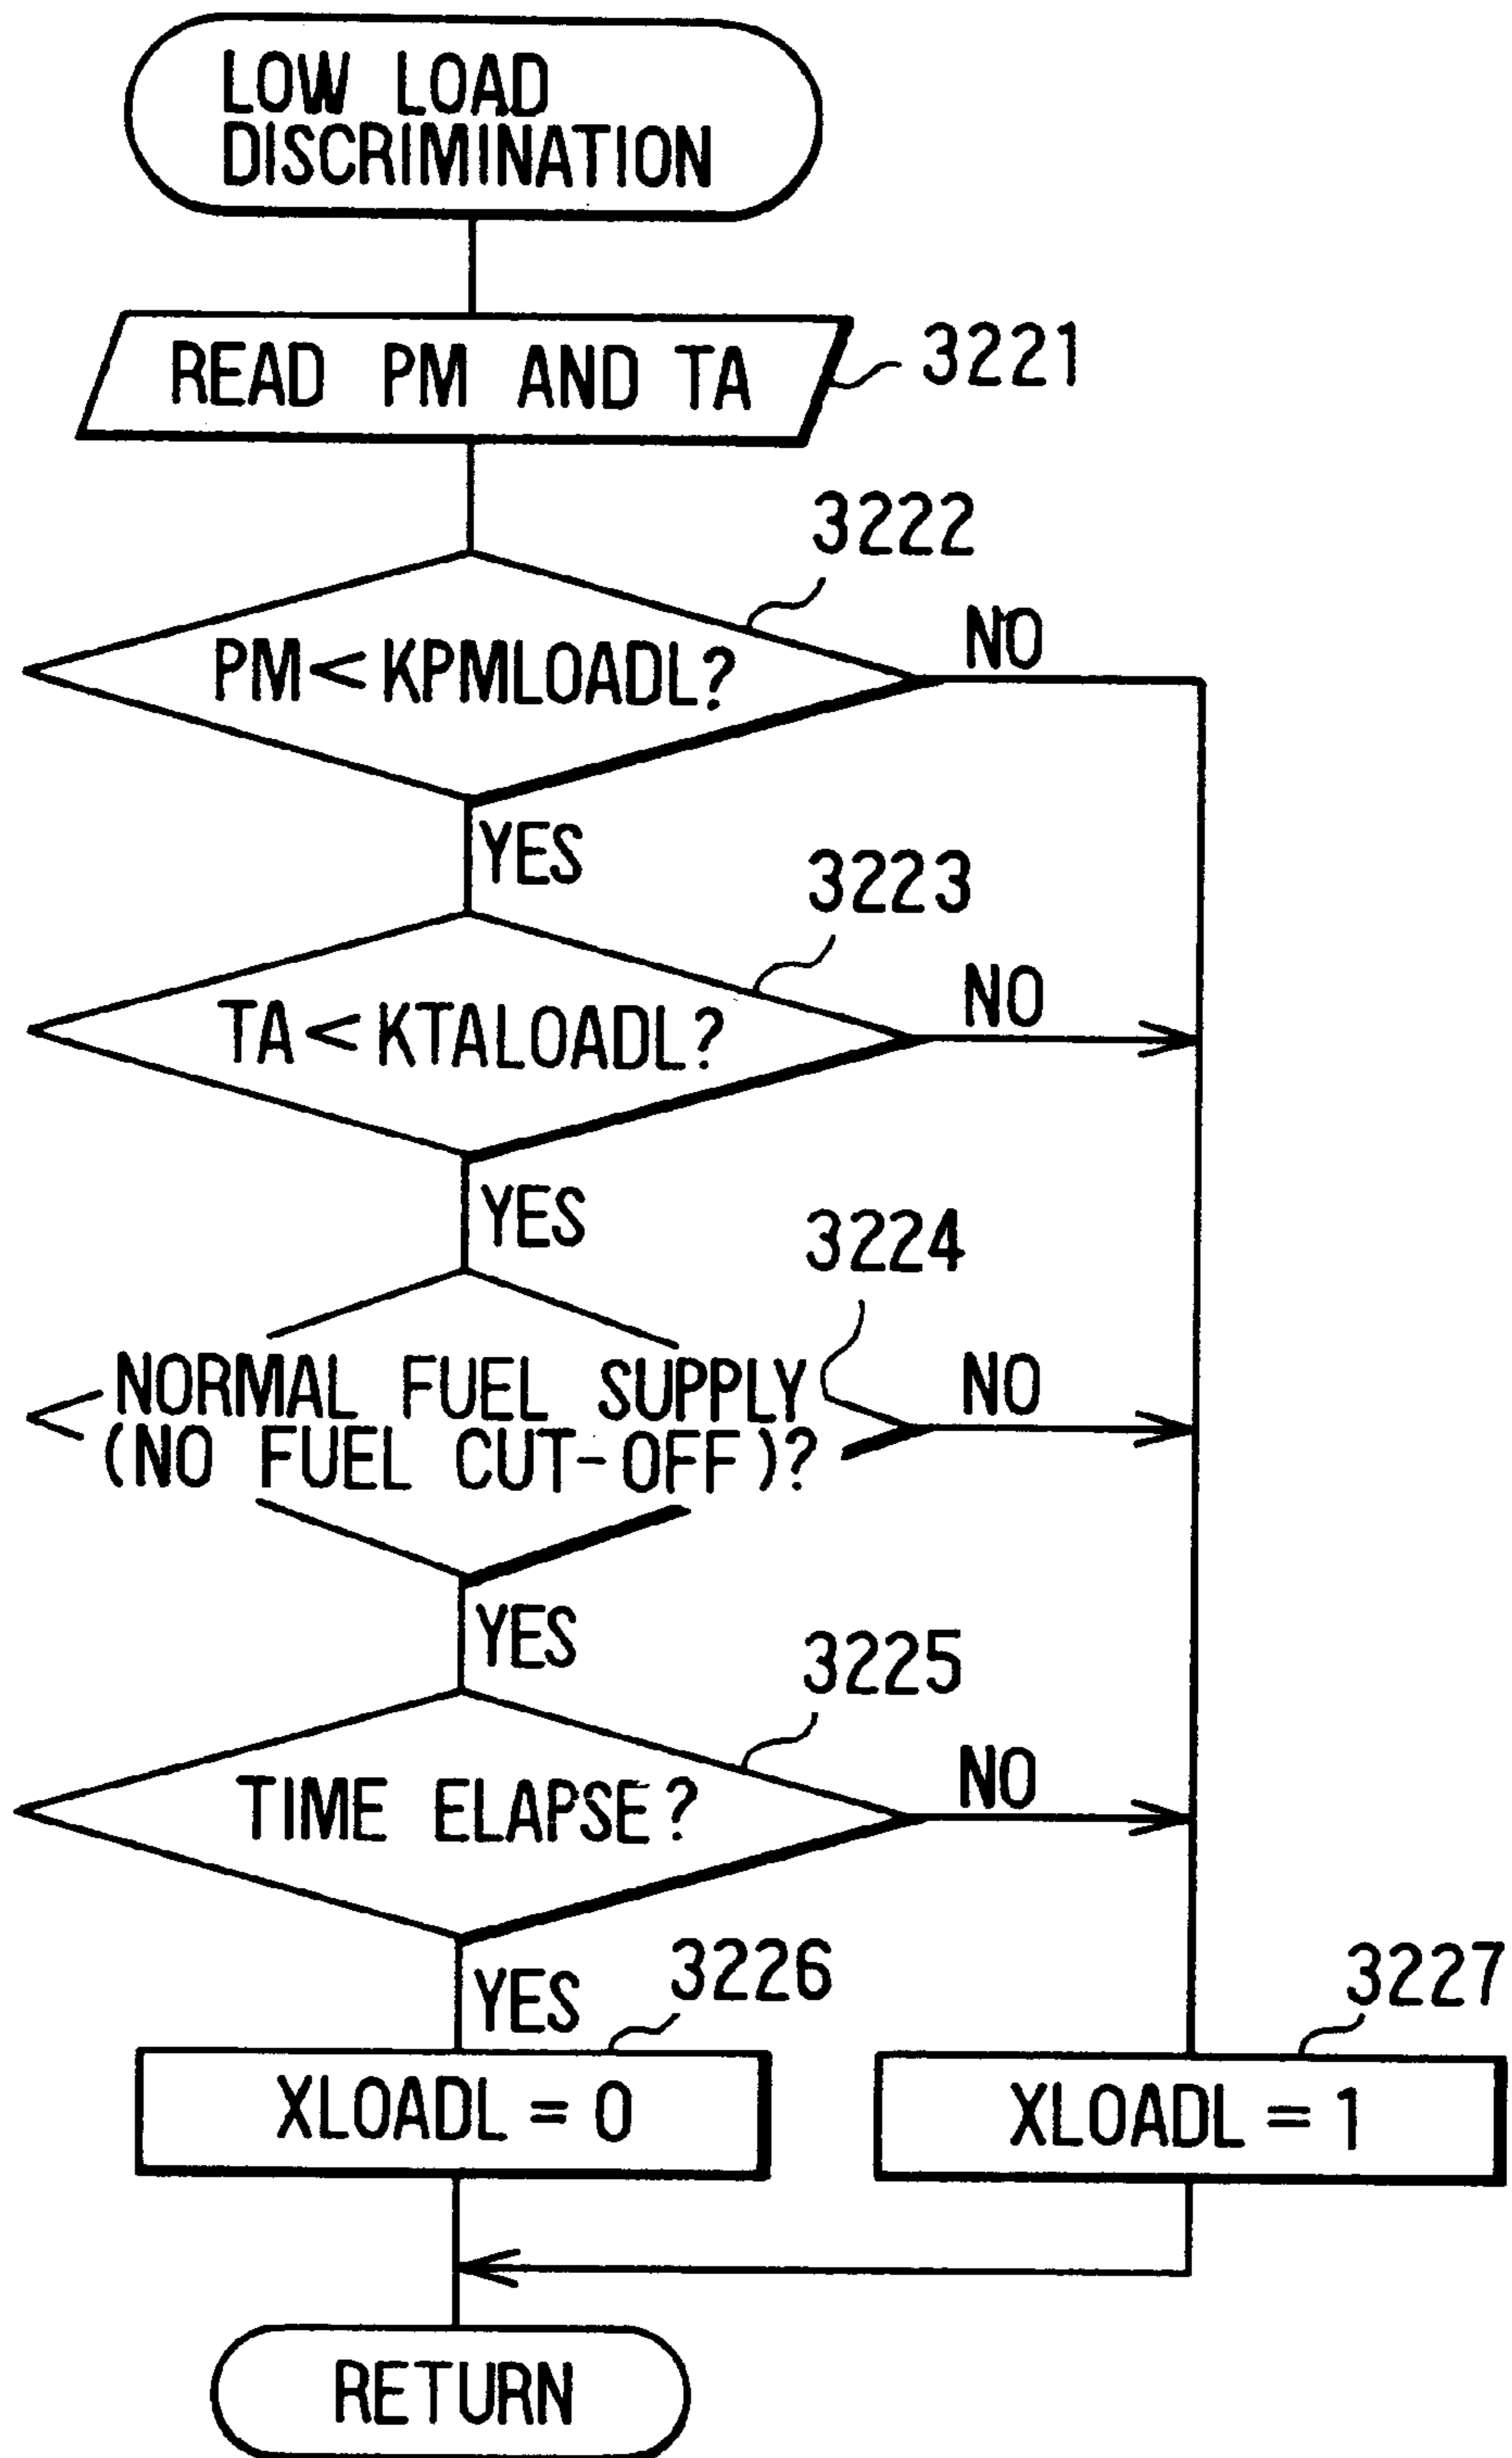 LOW LOAD
DISCRIMINATION
READ PM AND TA
3221
3222
PM<KPMLOADL?
NO
YES
3223
TA<KTALOADL?
NO
YES
3224
NORMAL FUEL SUPPLY
(NO FUEL CUT-OFF)?
NO
YES
3225
TIME ELAPSE?
NO
YES
3226
3227
XLOADL=0
XLOADL=1
RETURN